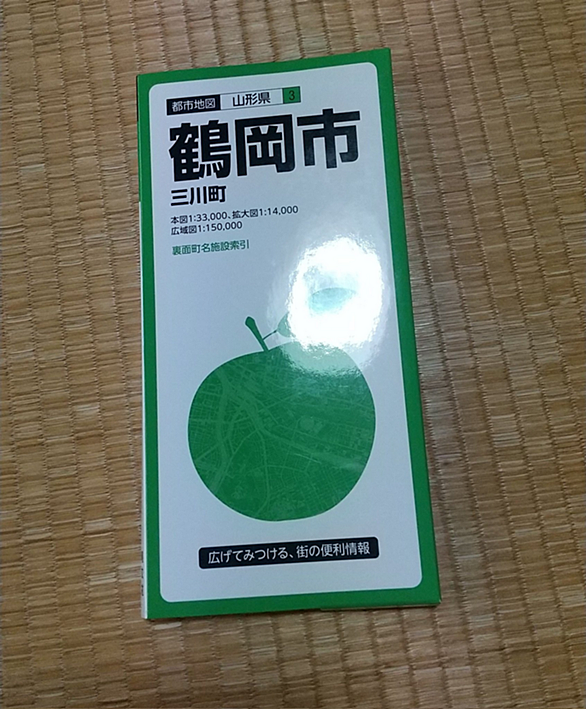 都市地図 山形県 3
鶴岡市
三川町
本図1:33,000、拡大図1:14,000
広域図1:150,000
裏面町名施設索引
広げてみつける、街の便利情報